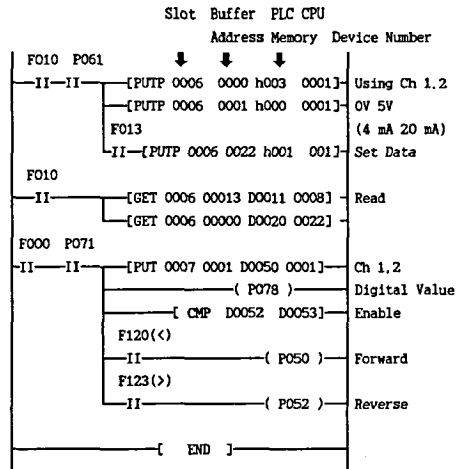 Slot Buffer PLC CPU
Address Memory Device Number
F010 P061
[PUTP 0006 0000 h003 0001] Using Ch 1.2
[PUTP 0006 0001 h000 0001] 0V 5V
F013 (4 mA 20 mA)
[PUTP 0006 0022 h001 001] Set Data
F010
[GET 0006 00013 D0011 0008] Read
[GET 0006 00000 D0020 0022]
F000 P071
[PUT 0007 0001 D0050 0001] Ch 1,2
( P078 ) Digital Value
[ CMP D0052 D0053] Enable
F120(<)
( P050 ) Forward
F123(>)
( P052 ) Reverse
[ END ]